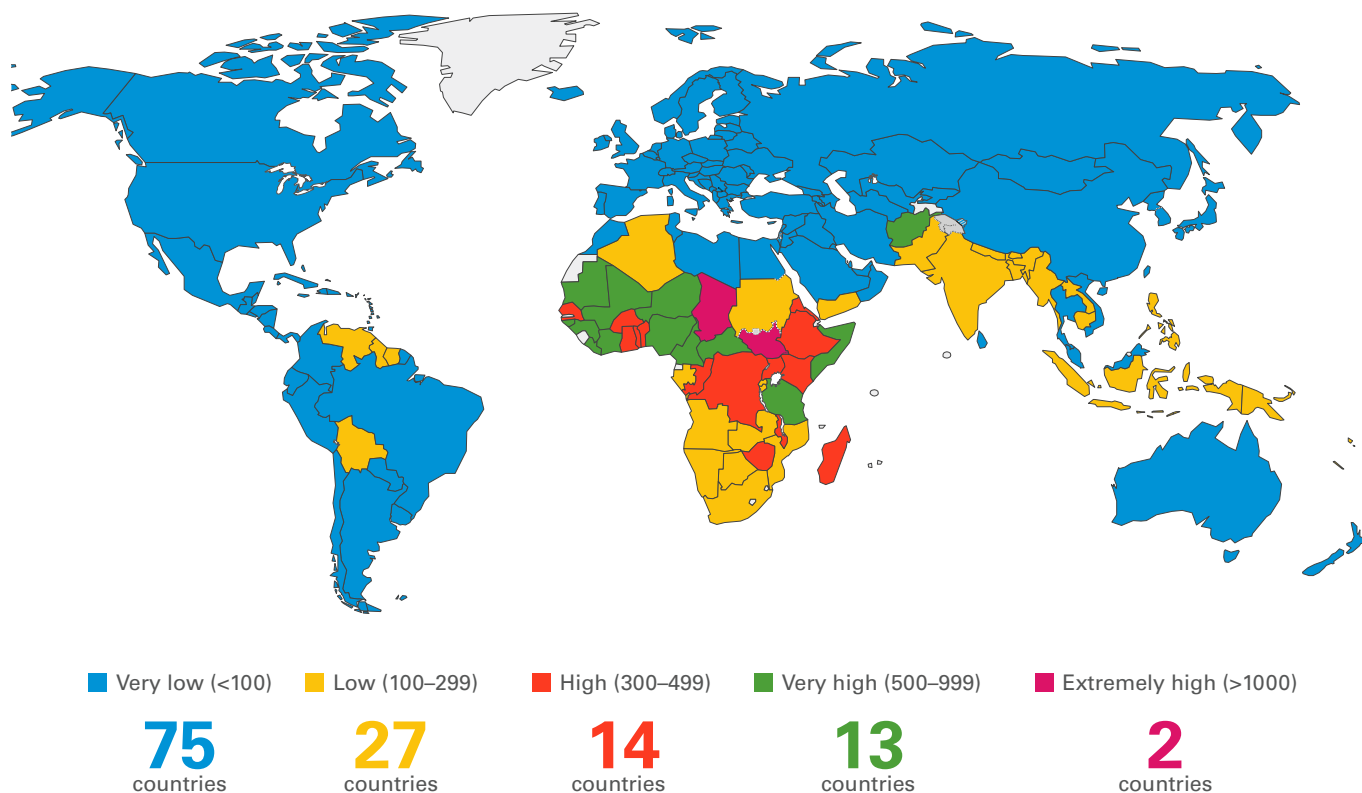 Very low (<100) Low (100–299) High (300–499) Very high (500–999) Extremely high (>1000)
75 27 14 13 2
countries countries countries countries countries